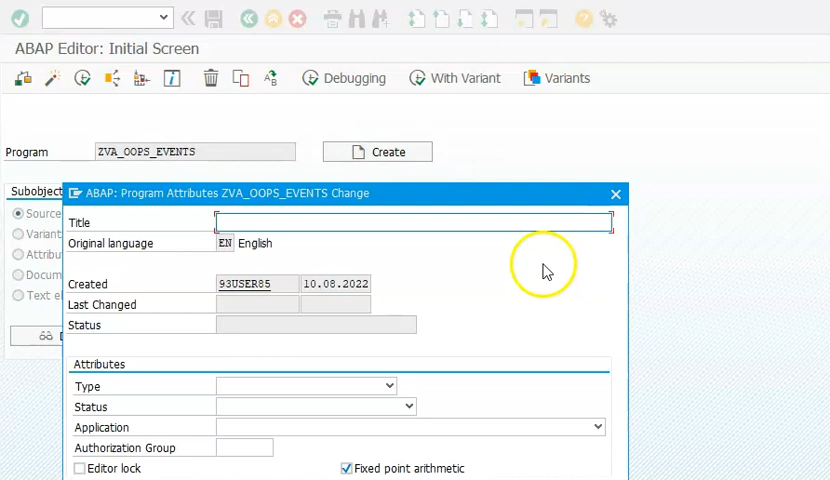 ABAP Editor: Initial Screen
Debugging With Variant Variants
Program ZVA_OOPS_EVENTS Create
ABAP: Program Attributes ZVA_OOPS_EVENTS Change
Subobject
Title
Source
Original language EN English
Variant
Attribu
Created 93USER85 10.08.2022
Docum
Last Changed
Text el
Status
Attributes
Type
Status
Application
Authorization Group
Editor lock Fixed point arithmetic